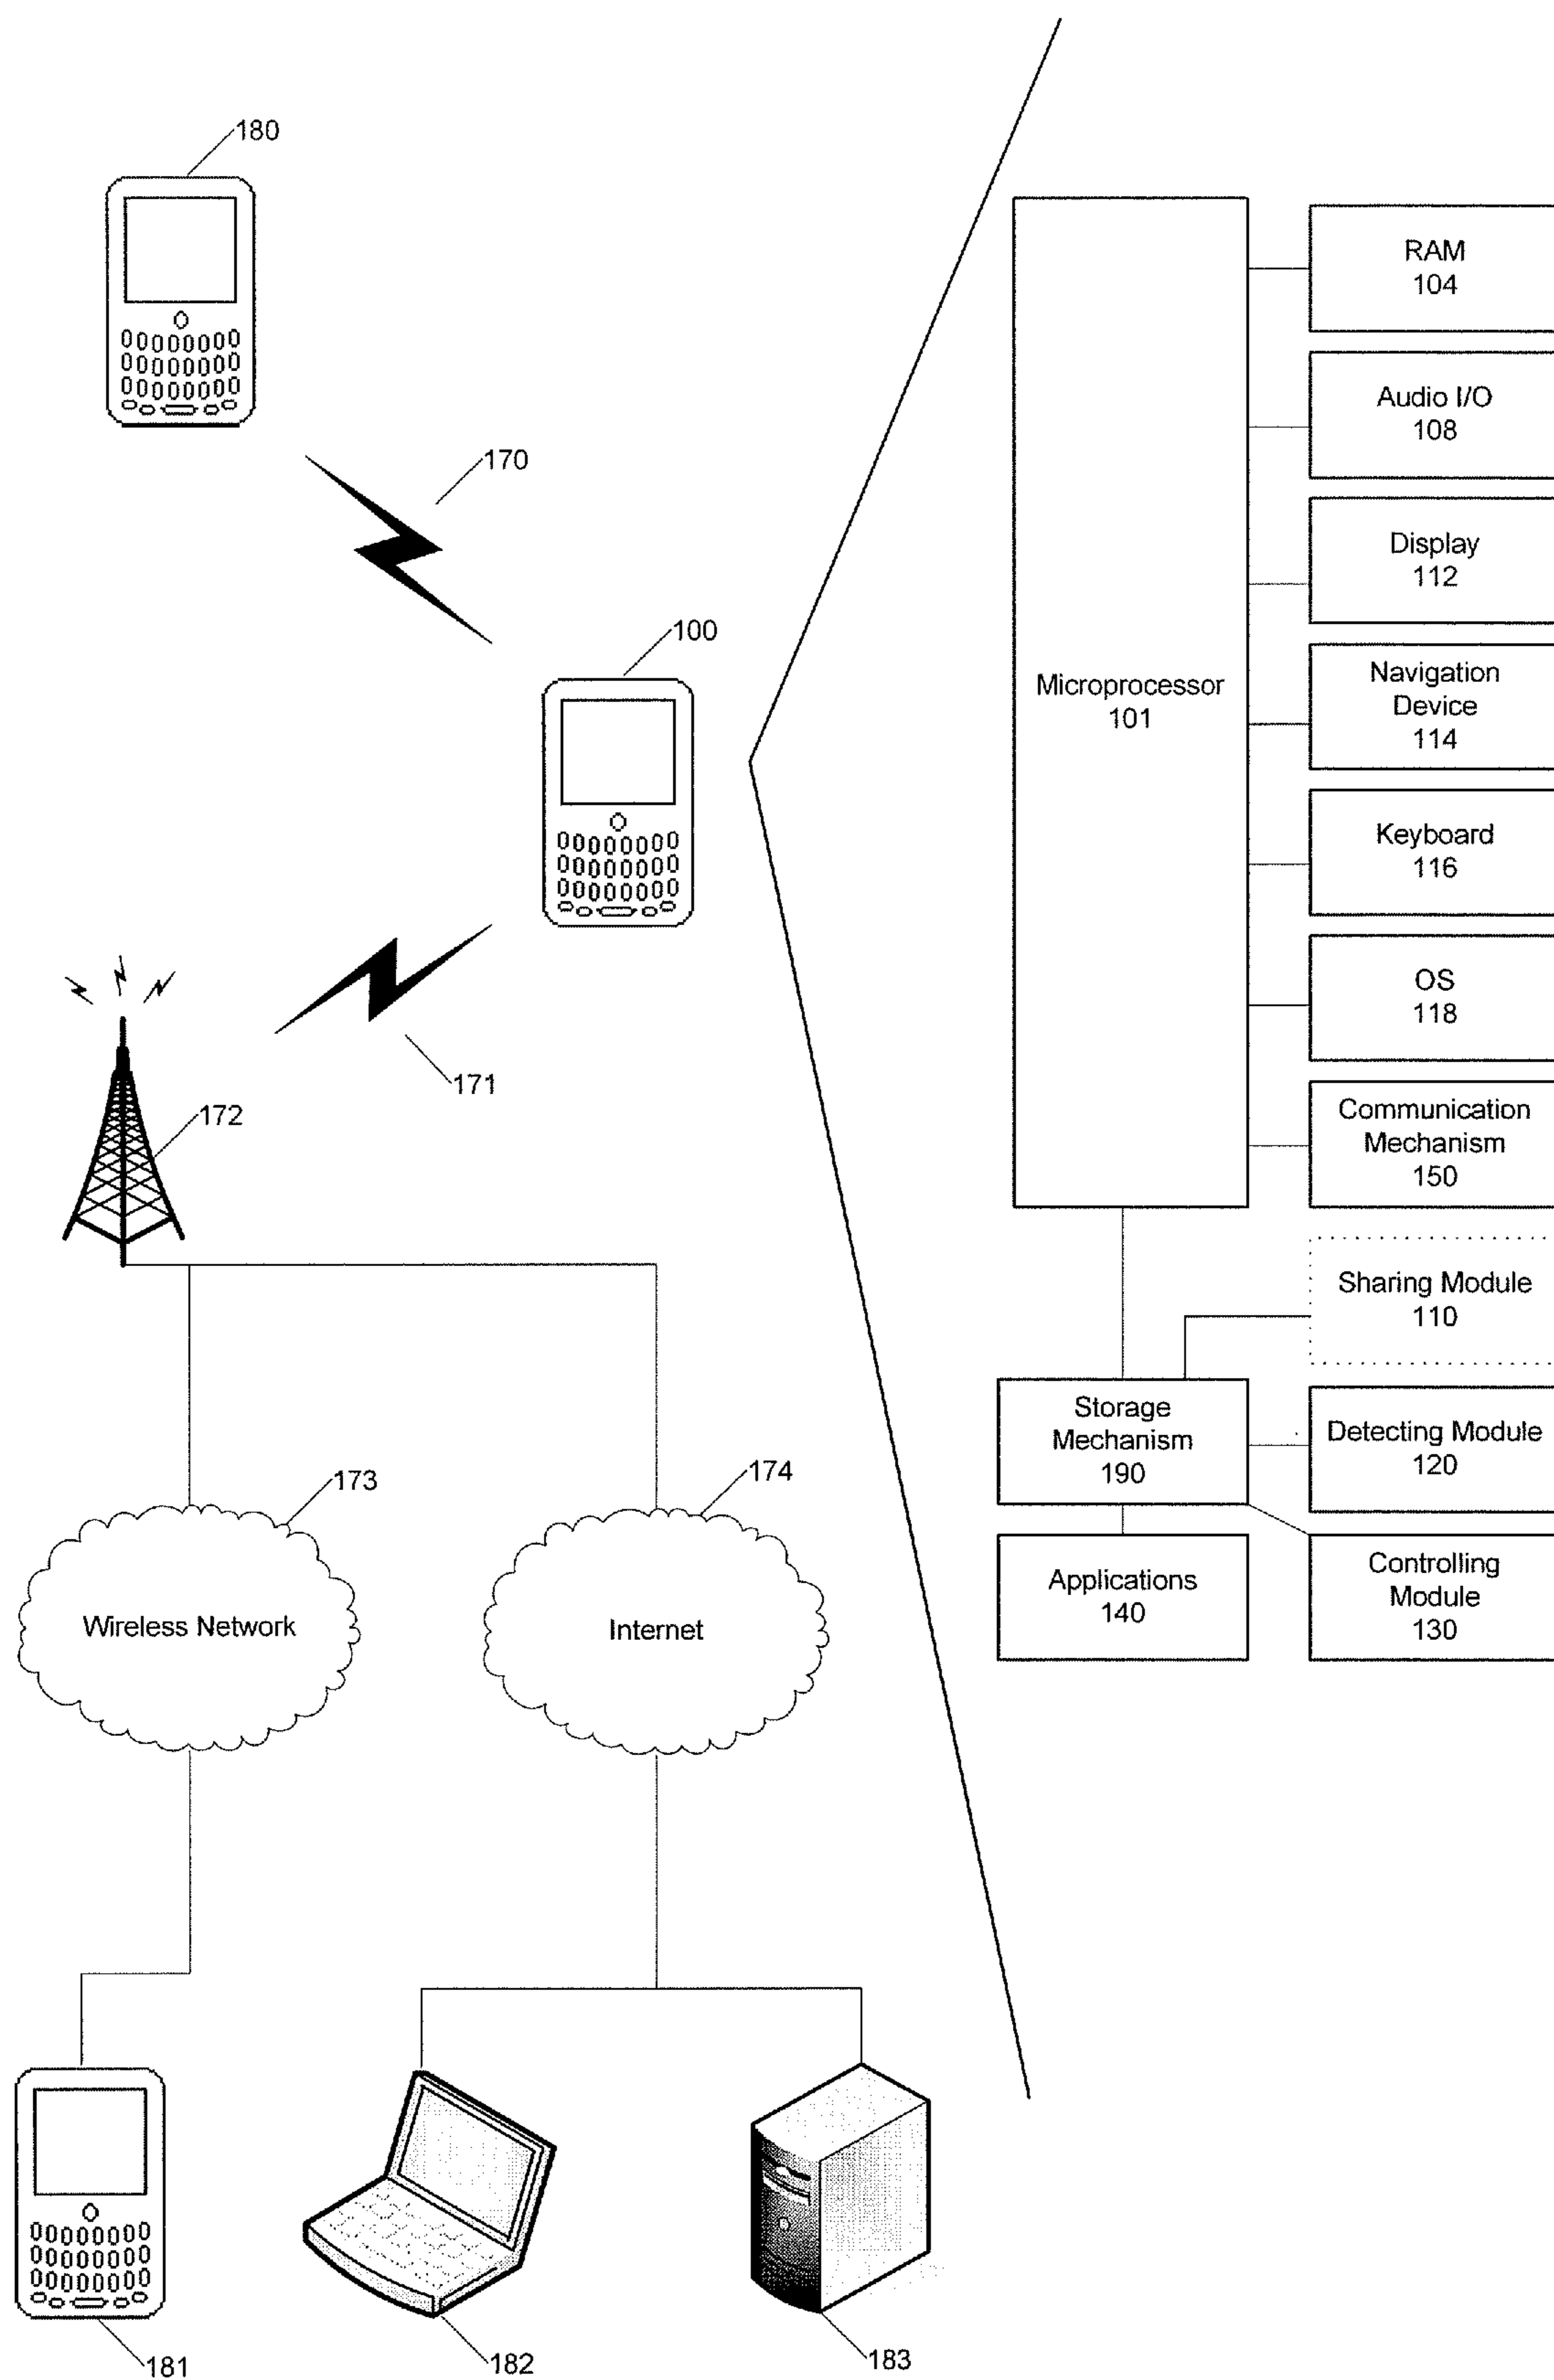 180
170
100
171
172
173
174
Wireless Network
Internet
181
182
183
Microprocessor
101
RAM
104
Audio I/O
108
Display
112
Navigation
Device
114
Keyboard
116
OS
118
Communication
Mechanism
150
Sharing Module
110
Storage
Mechanism
190
Detecting Module
120
Applications
140
Controlling
Module
130